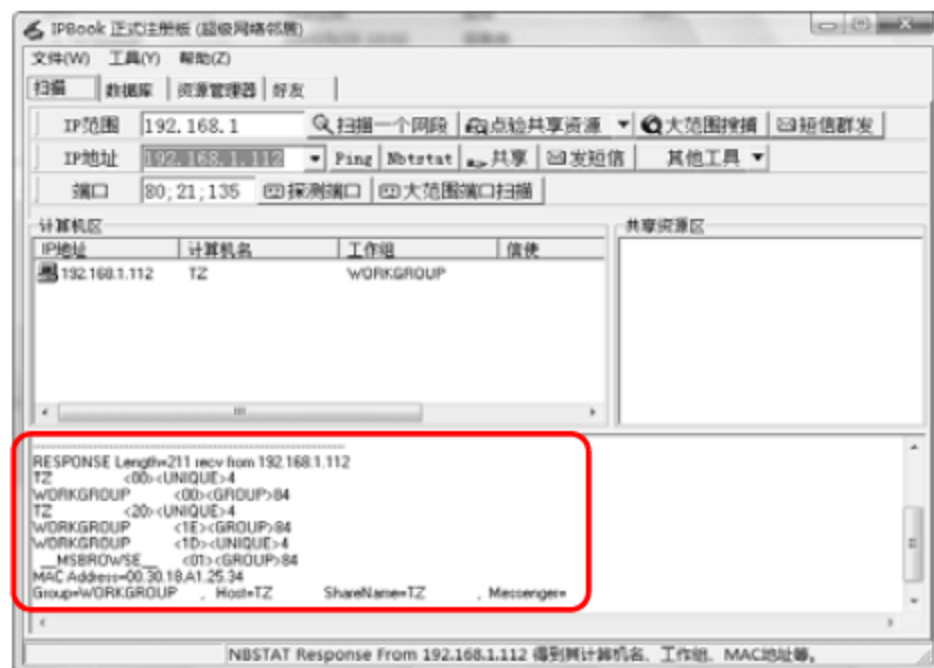 IPBook 正式注册版 (超级网络邻居)
文件(W) 工具(Y) 帮助(Z)
扫描 数据库 资源管理器 好友
IP范围 192.168.1 扫描一个网段 点验共享资源 大范围搜捕 短信群发
IP地址 192.168.1.112 Ping Nbtstat 共享 发短信 其他工具
端口 80;21;135 探测端口 大范围端口扫描
计算机区 共享资源区
IP地址 计算机名 工作组 信使
192.168.1.112 TZ WORKGROUP
RESPONSE Length=211 recv from 192.168.1.112
TZ <00><UNIQUE>4
WORKGROUP <00><GROUP>84
TZ <20><UNIQUE>4
WORKGROUP <1E><GROUP>84
WORKGROUP <1D><UNIQUE>4
__MSBROWSE__ <01><GROUP>84
MAC Address=00.30.18.A1.25.34
Group=WORKGROUP , Host=TZ ShareName=TZ , Messenger=
NBSTAT Response From 192.168.1.112 得到其计算机名、工作组、MAC地址等。